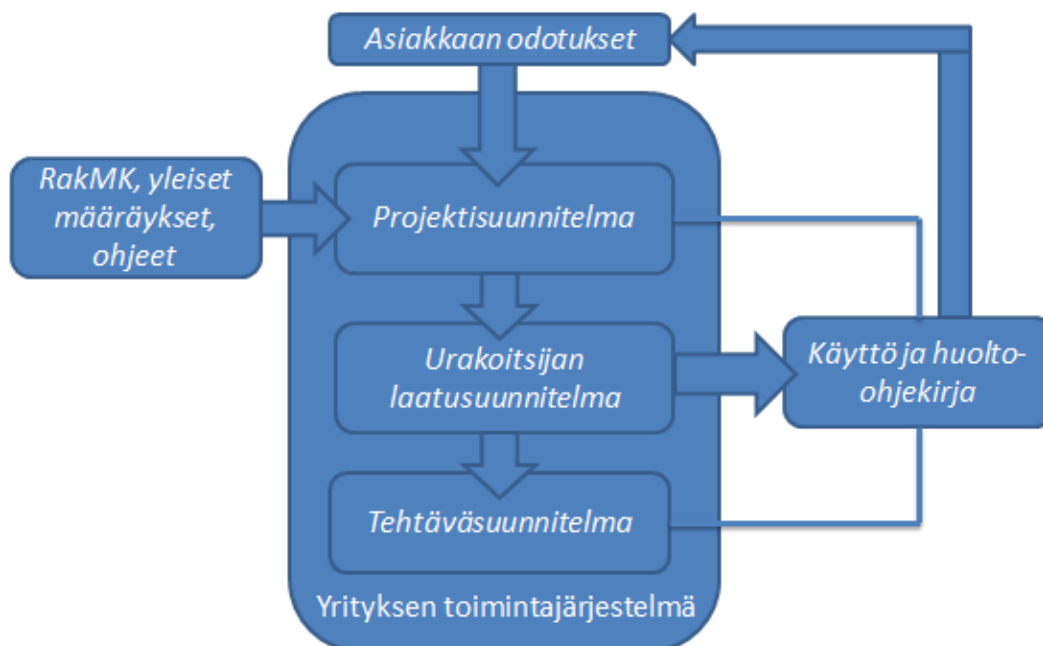 Asiakkaan odotukset
RakMK, yleiset
määräykset,
ohjeet
Projektisuunnitelma
Urakoitsijan
laatusuunnitelma
Käyttö ja huolto-
ohjekirja
Tehtäväsuunnitelma
Yrityksen toimintajärjestelmä